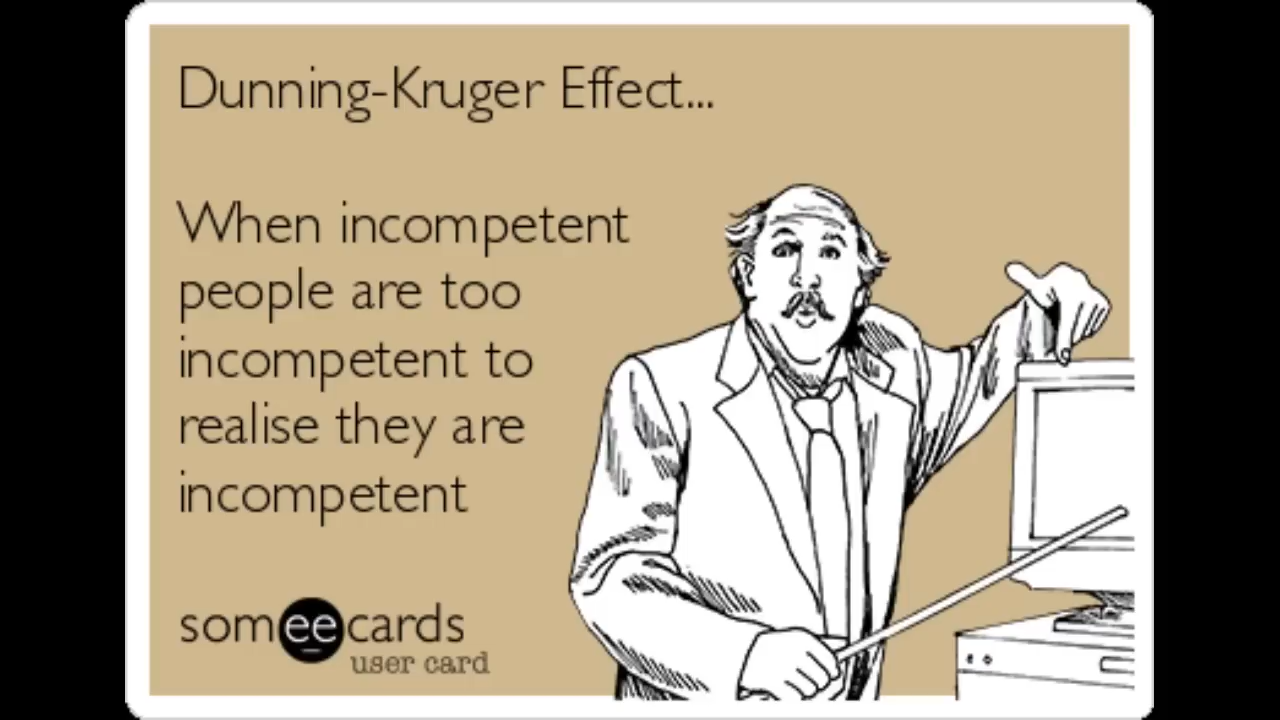 Dunning-Kruger Effect...
When incompetent
people are too
incompetent to
realise they are
incompetent
someecards
user card